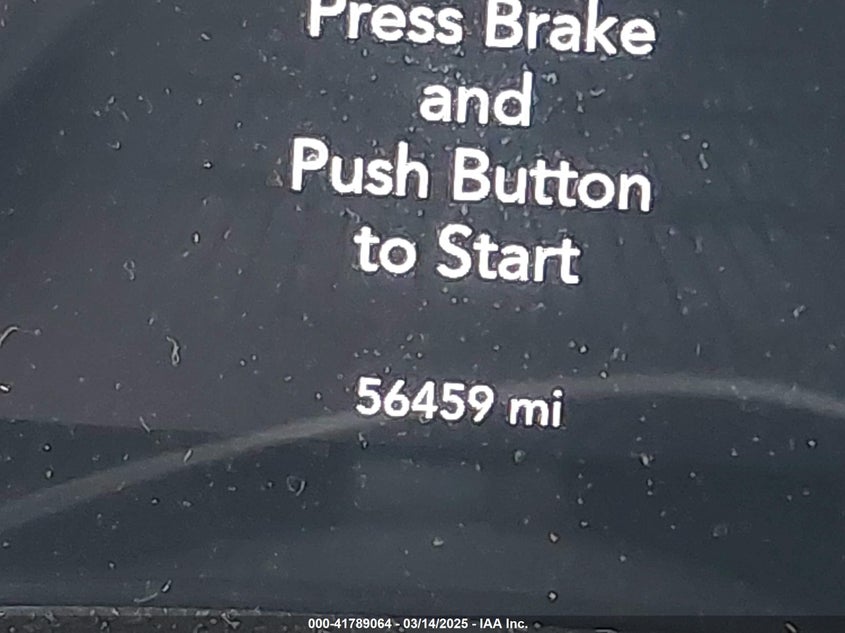 Press Brake
and
Push Button
to Start
56459 mi
000-41789064 - 03/14/2025 - IAA Inc.